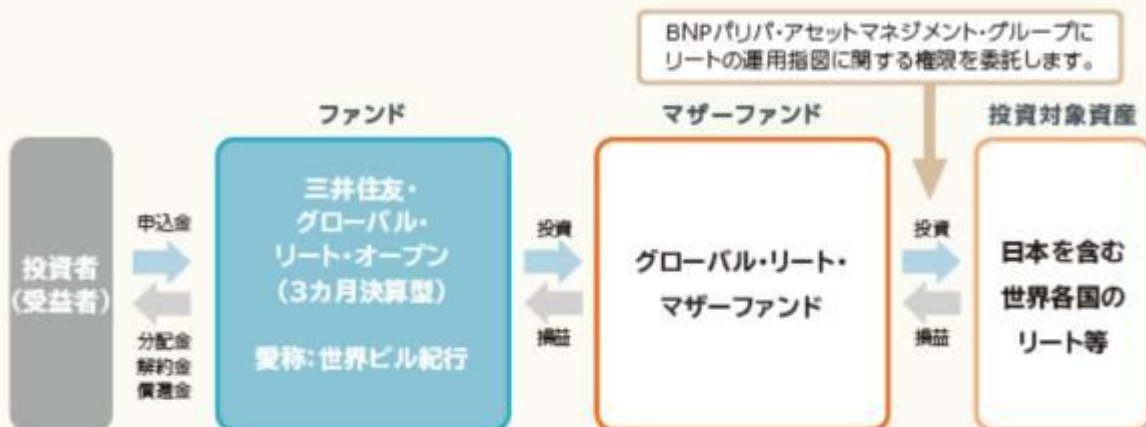 BNPパリバ・アセットマネジメント・グループに
リートの運用指図に関する権限を委託します。
ファンド
マザーファンド
投資対象資産
投資者
(受益者)
申込金
分配金
解約金
償還金
三井住友・
グローバル・
リート・オープン
(3カ月決算型)
愛称:世界ビル紀行
投資
損益
グローバル・リート・
マザーファンド
投資
損益
日本を含む
世界各国の
リート等